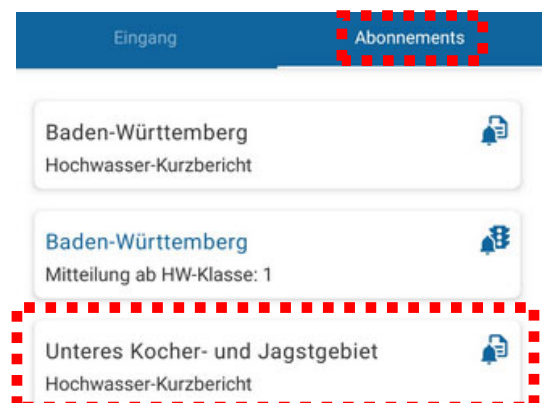 Eingang
Abonnements
Baden-Württemberg
Hochwasser-Kurzbericht
Baden-Württemberg
Mitteilung ab HW-Klasse: 1
Unteres Kocher- und Jagstgebiet
Hochwasser-Kurzbericht